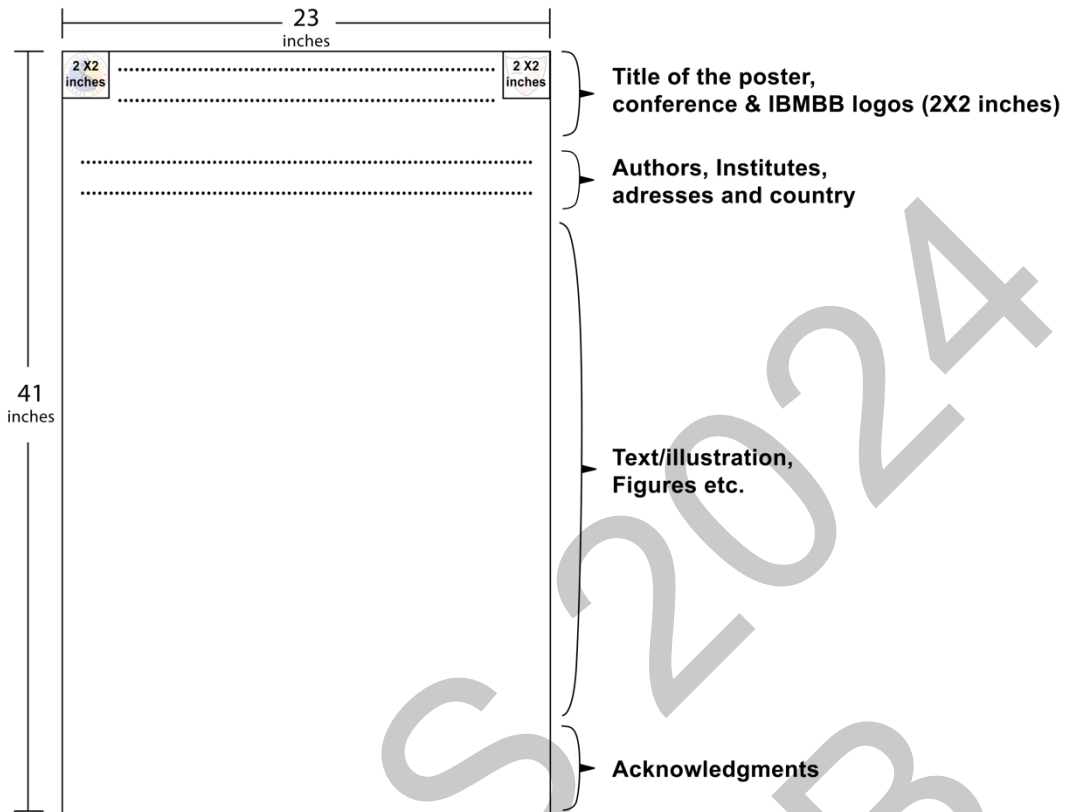 23
inches
2 X2
inches
2 X2
inches
Title of the poster,
conference & IBMBB logos (2X2 inches)
Authors, Institutes,
adresses and country
41
inches
Text/illustration,
Figures etc.
Acknowledgments
S 2024
B